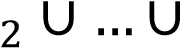 ₂ ∪ … ∪